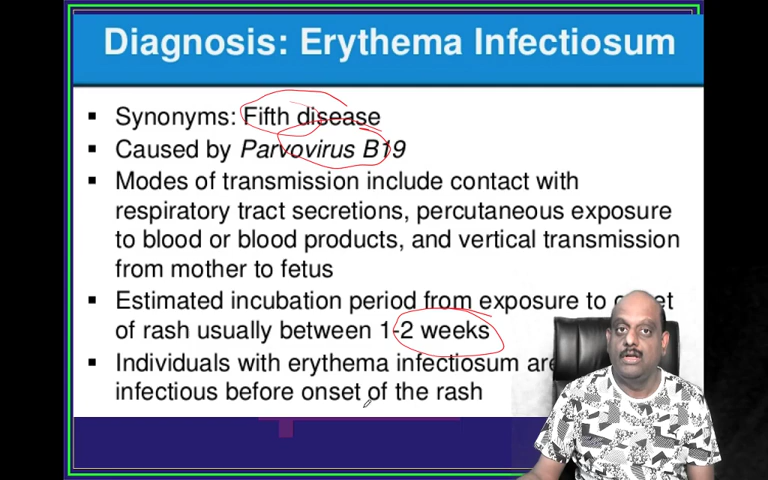 Diagnosis: Erythema Infectiosum
▪ Synonyms: Fifth disease
▪ Caused by Parvovirus B19
▪ Modes of transmission include contact with
respiratory tract secretions, percutaneous exposure
to blood or blood products, and vertical transmission
from mother to fetus
▪ Estimated incubation period from exposure to
of rash usually between 1-2 weeks
▪ Individuals with erythema infectiosum are
infectious before onset of the rash